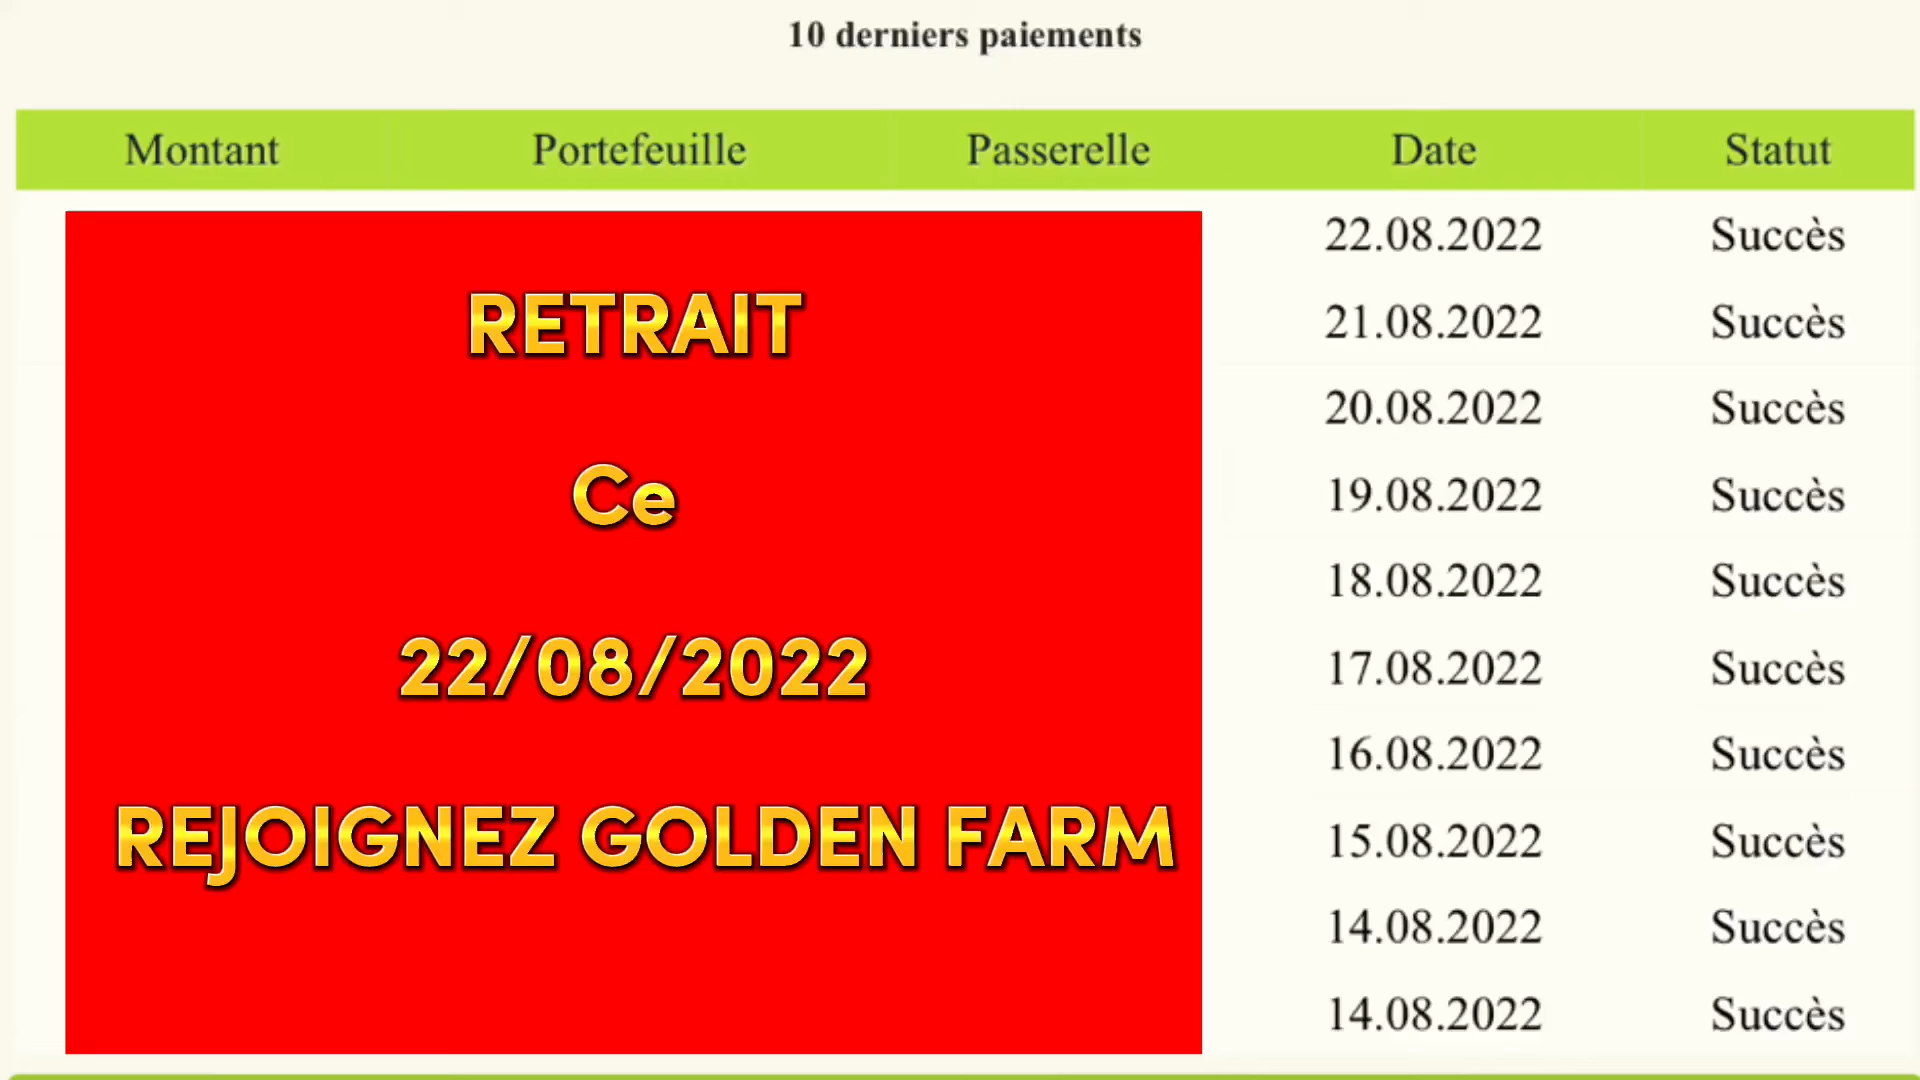 10 derniers paiements
Montant Portefeuille Passerelle Date Statut
22.08.2022 Succès
RETRAIT
21.08.2022 Succès
20.08.2022 Succès
Ce
19.08.2022 Succès
18.08.2022 Succès
22/08/2022
17.08.2022 Succès
16.08.2022 Succès
REJOIGNEZ GOLDEN FARM
15.08.2022 Succès
14.08.2022 Succès
14.08.2022 Succès